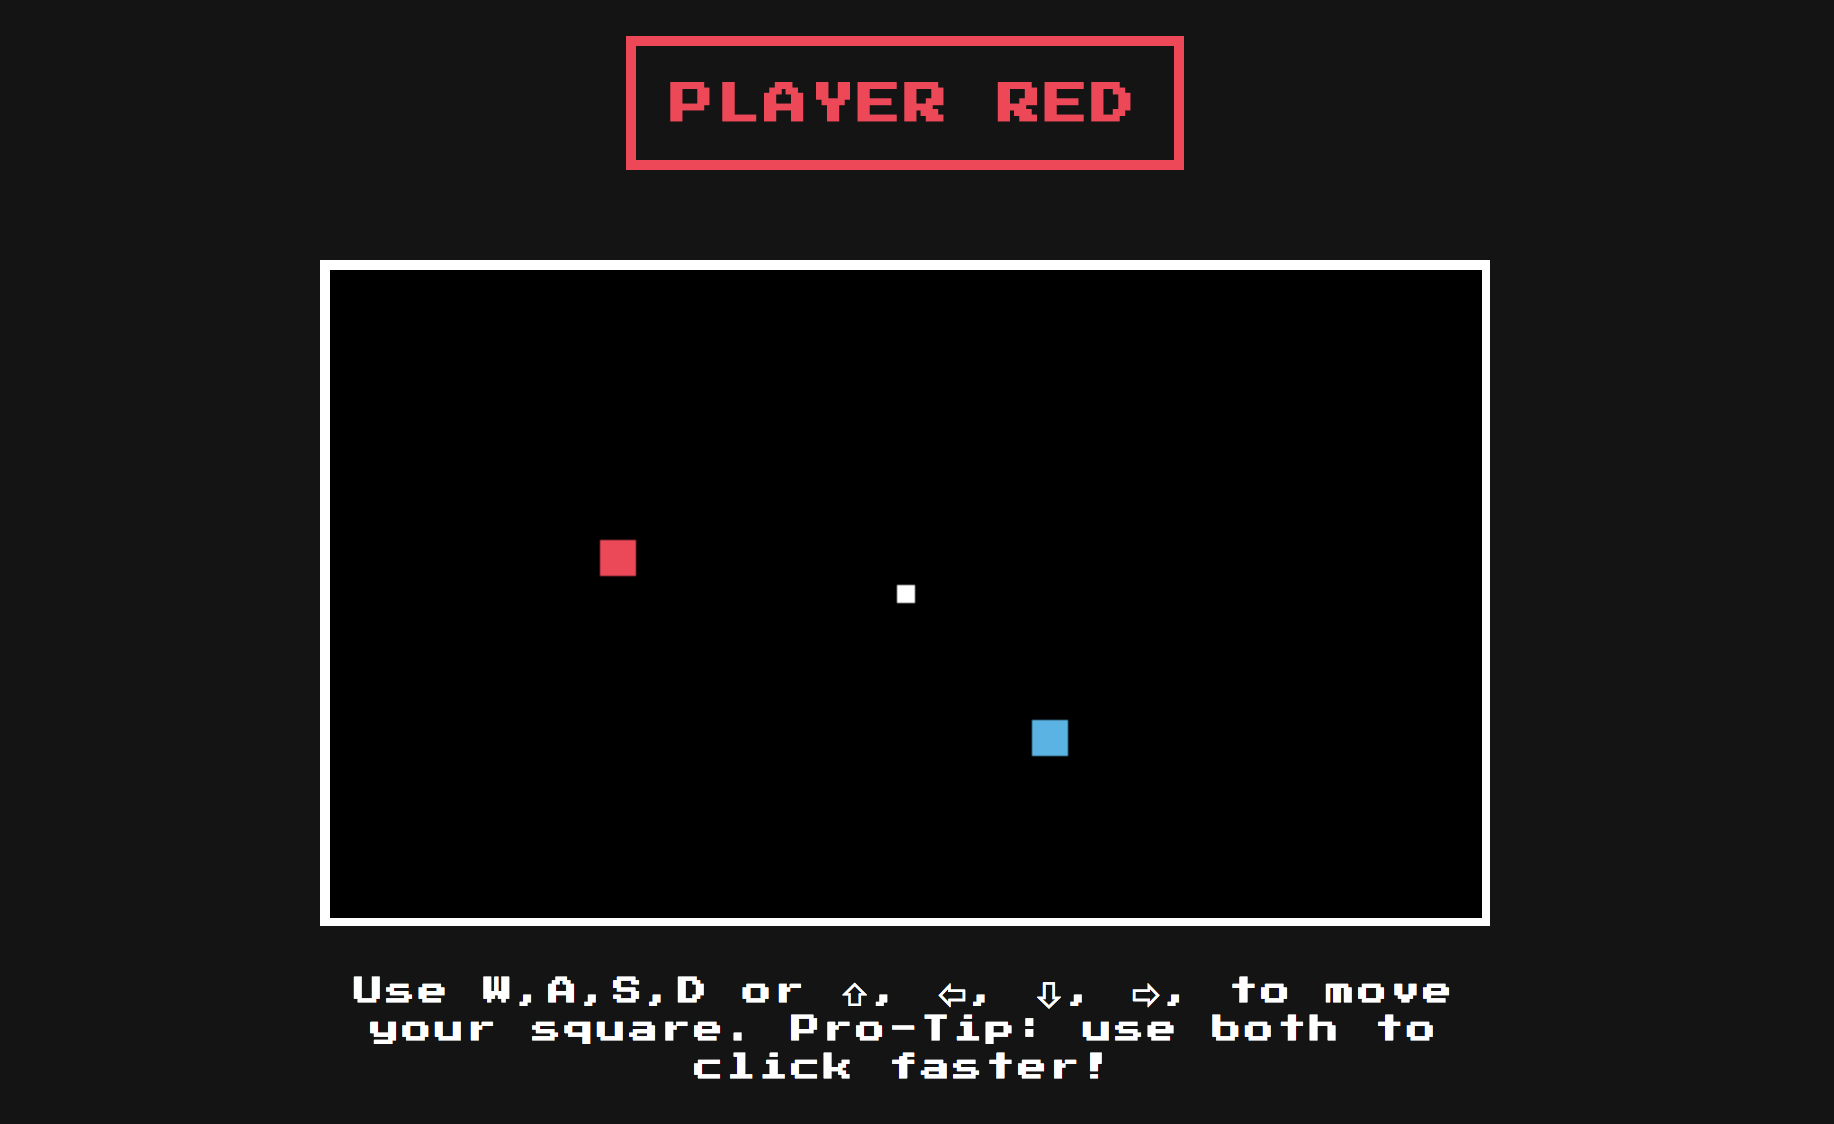 PLAYER RED
Use W,A,S,D or ⇧, ⇦, ⇩, ⇨, to move
your square. Pro-Tip: use both to
click faster!